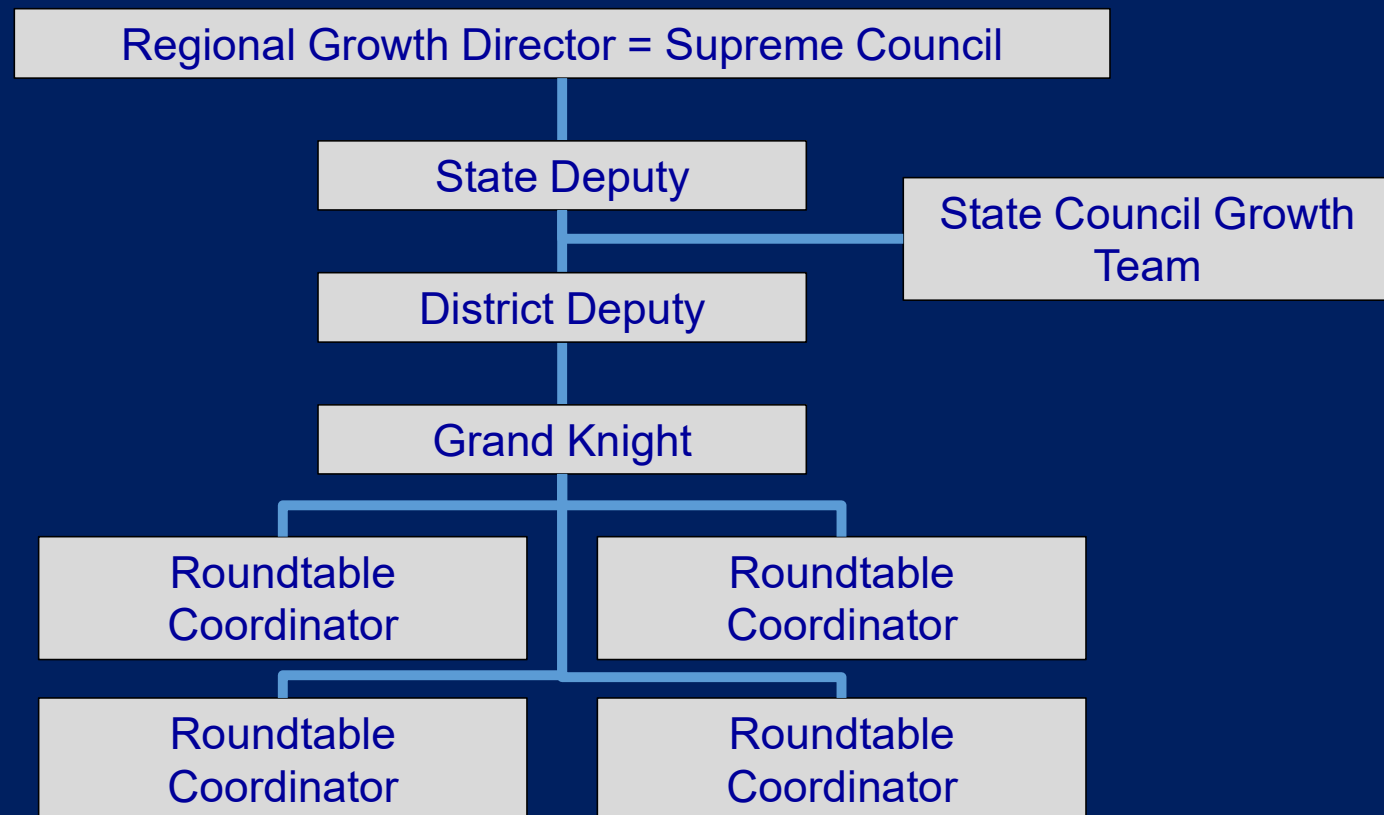 Regional Growth Director = Supreme Council
State Deputy
State Council Growth
Team
District Deputy
Grand Knight
Roundtable
Coordinator
Roundtable
Coordinator
Roundtable
Coordinator
Roundtable
Coordinator